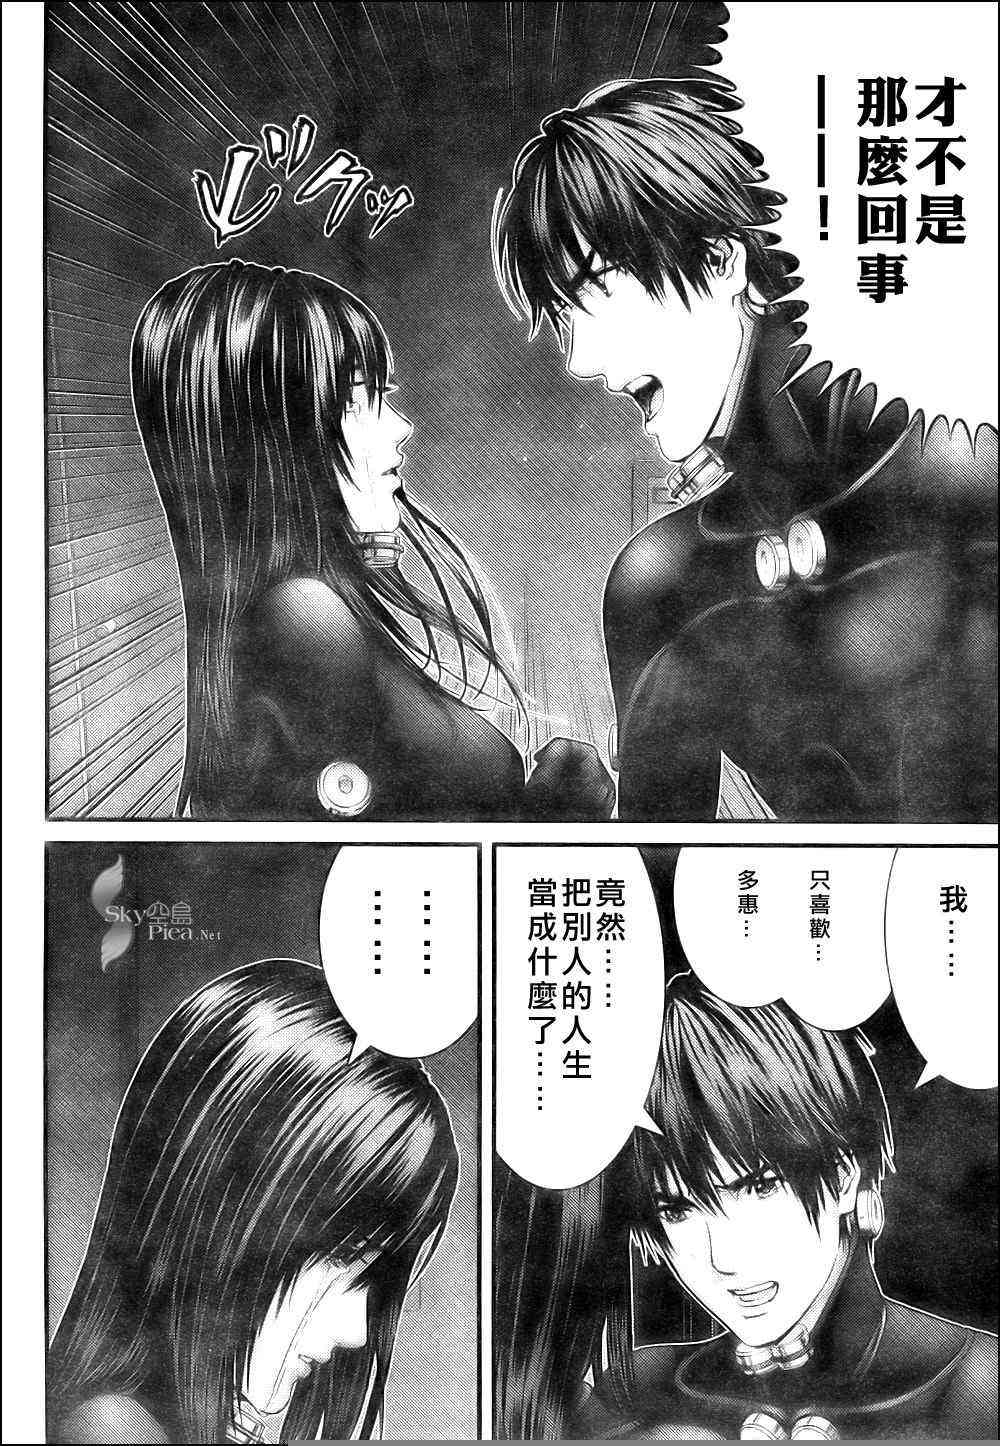 才不是
那麼回事
——！
ビックッ
我……
只喜歡…
多惠…
竟然……
把別人的人生
當成什麼了……
……
……
Sky空島
Piea.Net